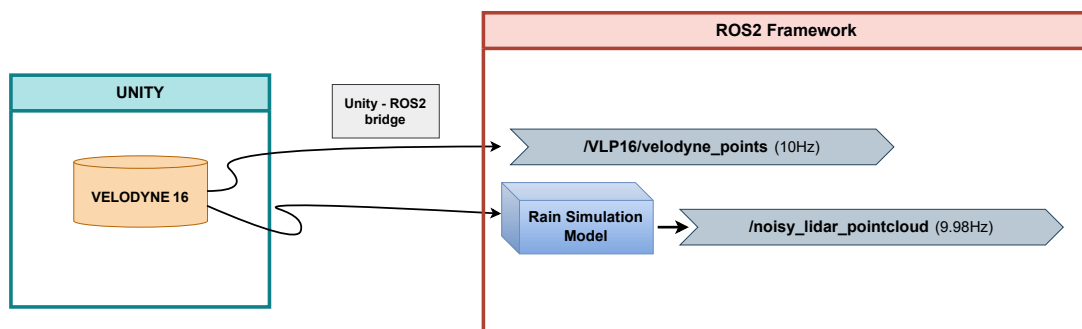 ROS2 Framework
UNITY
Unity - ROS2
bridge
/VLP16/velodyne_points (10Hz)
VELODYNE 16
Rain Simulation
Model
/noisy_lidar_pointcloud (9.98Hz)